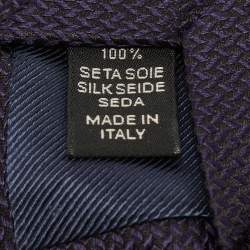 100%
SETA SOIE
SILK SEIDE
SEDA
MADE IN
ITALY